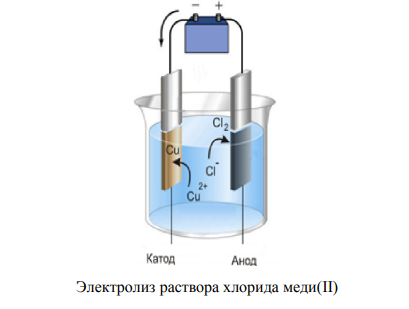 − +
Cl₂
Cu
Cl⁻
Cu²⁺
Катод Анод
Электролиз раствора хлорида меди(II)